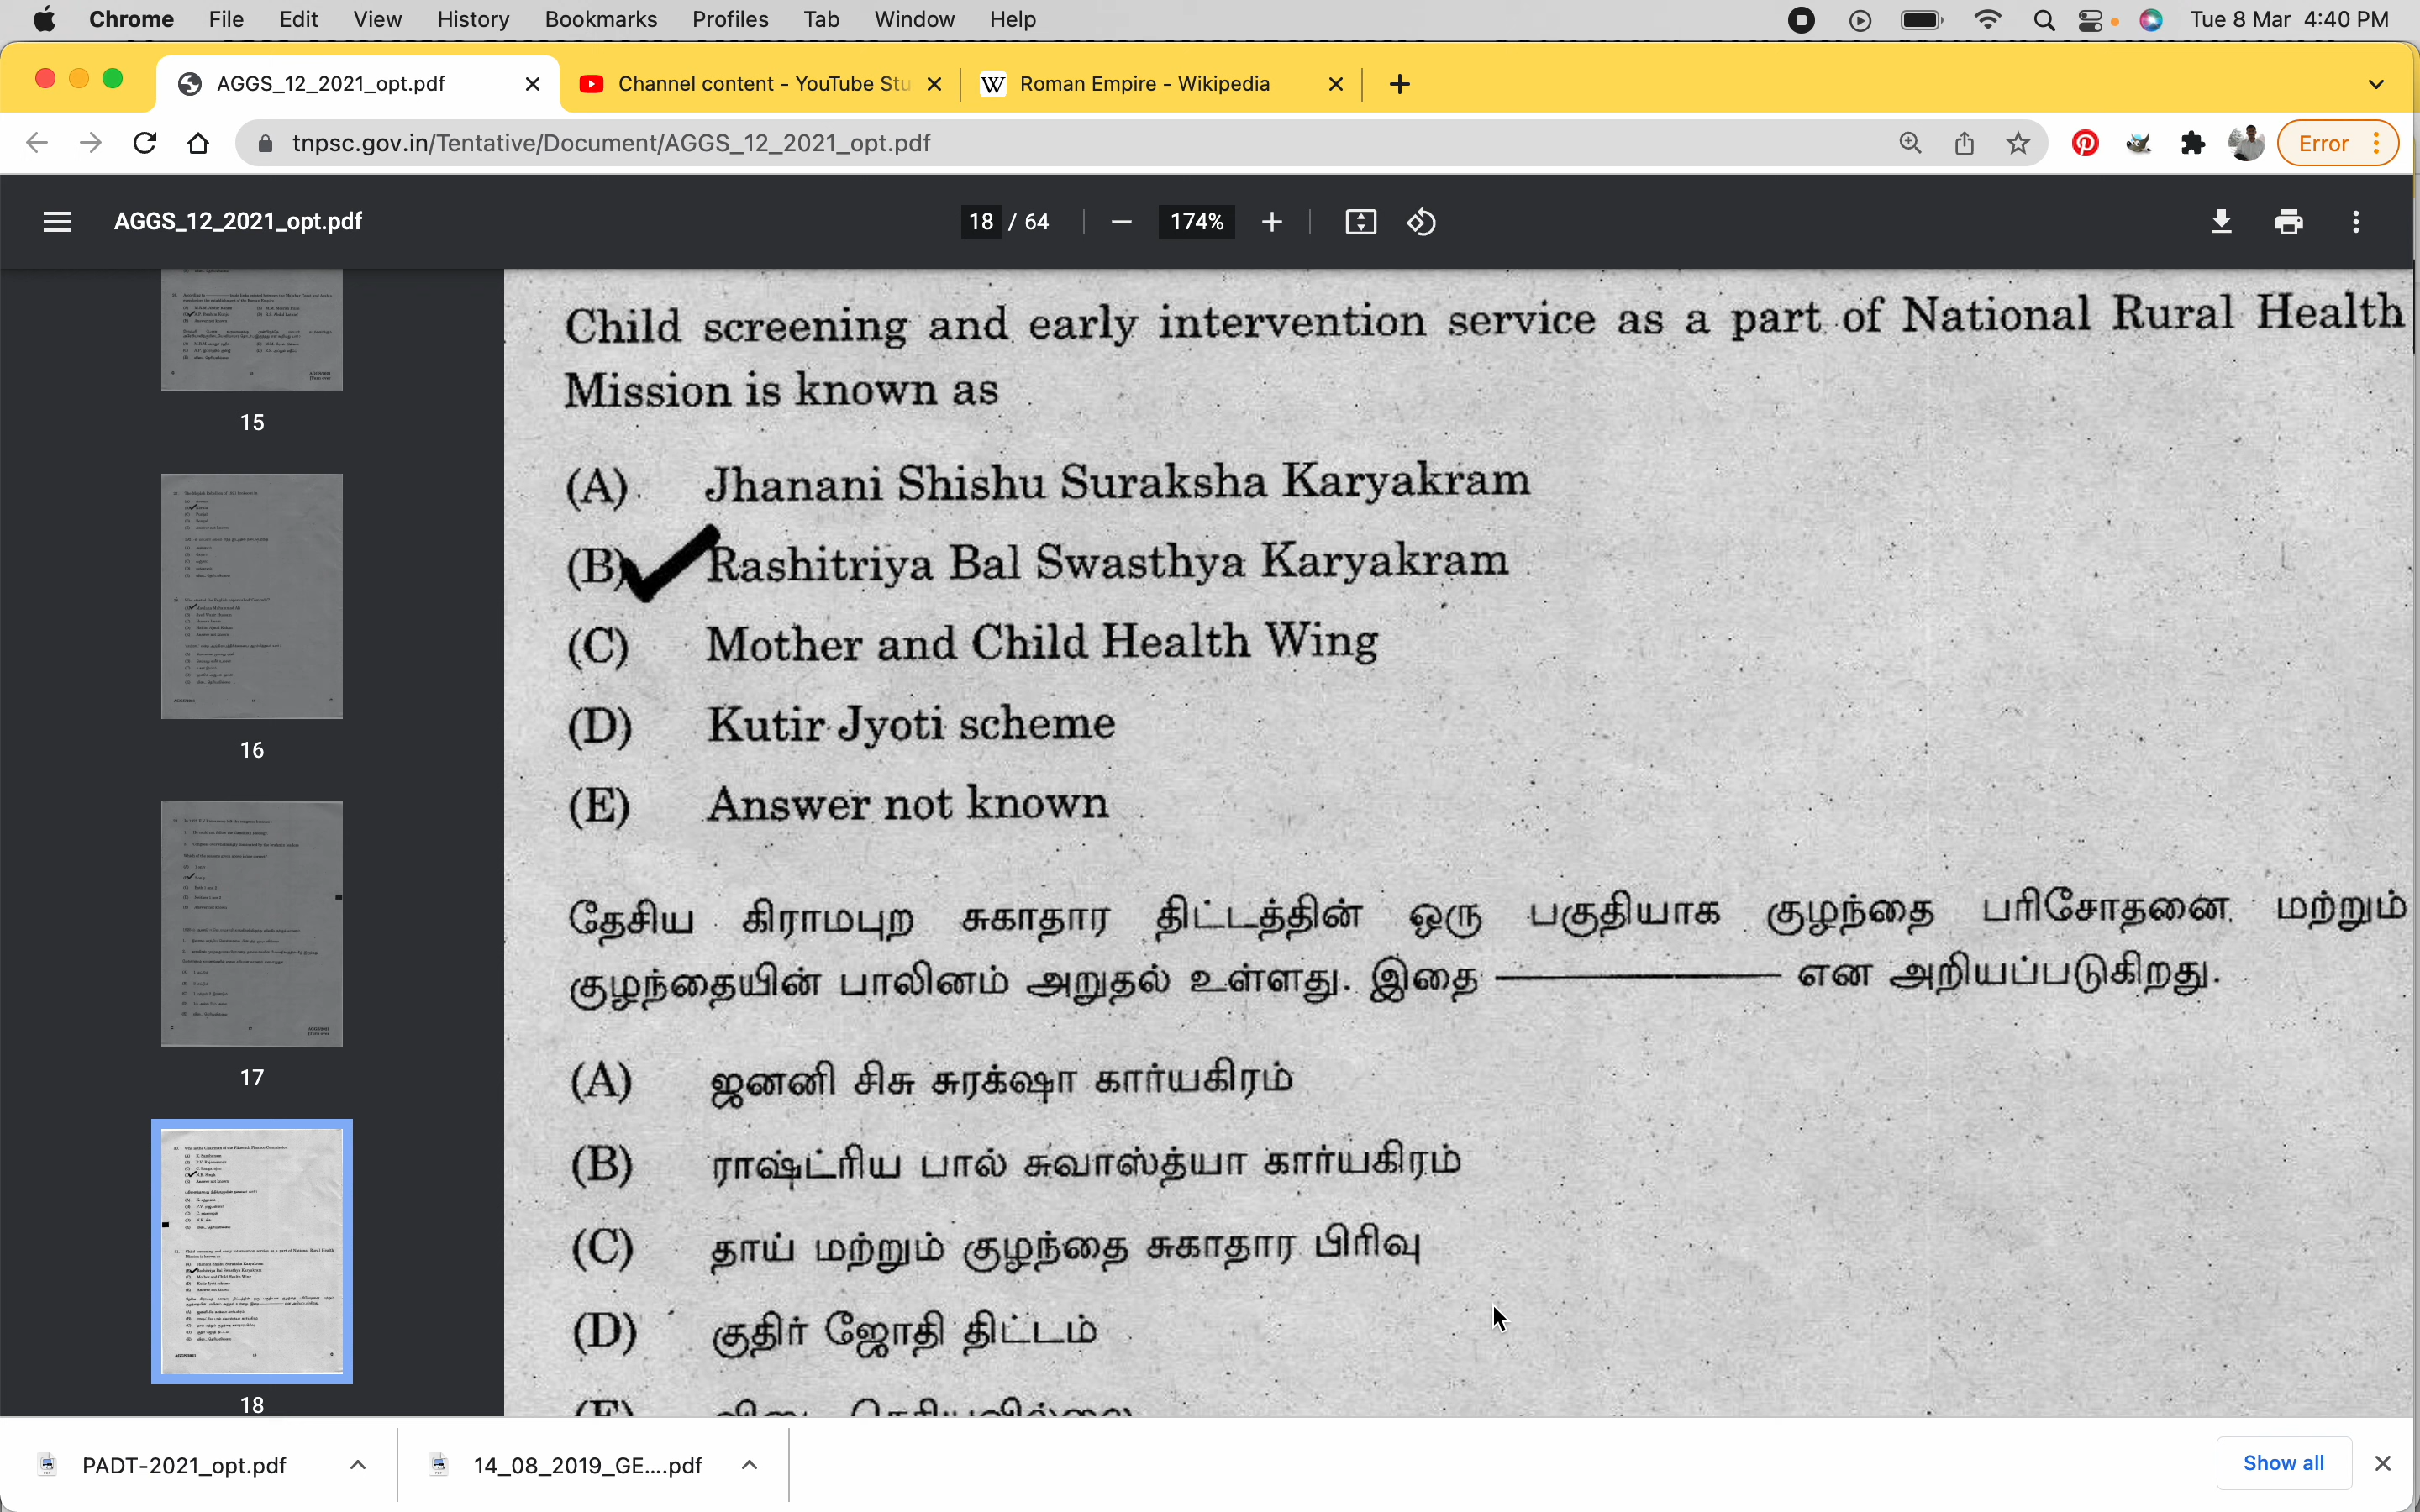 Chrome File Edit View History Bookmarks Profiles Tab Window Help Tue 8 Mar 4:40 PM
AGGS_12_2021_opt.pdf Channel content - YouTube Stu Roman Empire - Wikipedia
tnpsc.gov.in/Tentative/Document/AGGS_12_2021_opt.pdf Error
AGGS_12_2021_opt.pdf 18 / 64 174%
15
16
17
18
Child screening and early intervention service as a part of National Rural Health
Mission is known as
(A) Jhanani Shishu Suraksha Karyakram
(B) Rashitriya Bal Swasthya Karyakram
(C) Mother and Child Health Wing
(D) Kutir Jyoti scheme
(E) Answer not known
தேசிய கிராமபுற சுகாதார திட்டத்தின் ஒரு பகுதியாக குழந்தை பரிசோதனை மற்றும்
குழந்தையின் பாலினம் அறுதல் உள்ளது. இதை ———— என அறியப்படுகிறது.
(A) ஜனனி சிசு சுரக்ஷா கார்யகிரம்
(B) ராஷ்ட்ரிய பால் சுவாஸ்த்யா கார்யகிரம்
(C) தாய் மற்றும் குழந்தை சுகாதார பிரிவு
(D) குதிர் ஜோதி திட்டம்
PADT-2021_opt.pdf 14_08_2019_GE....pdf Show all